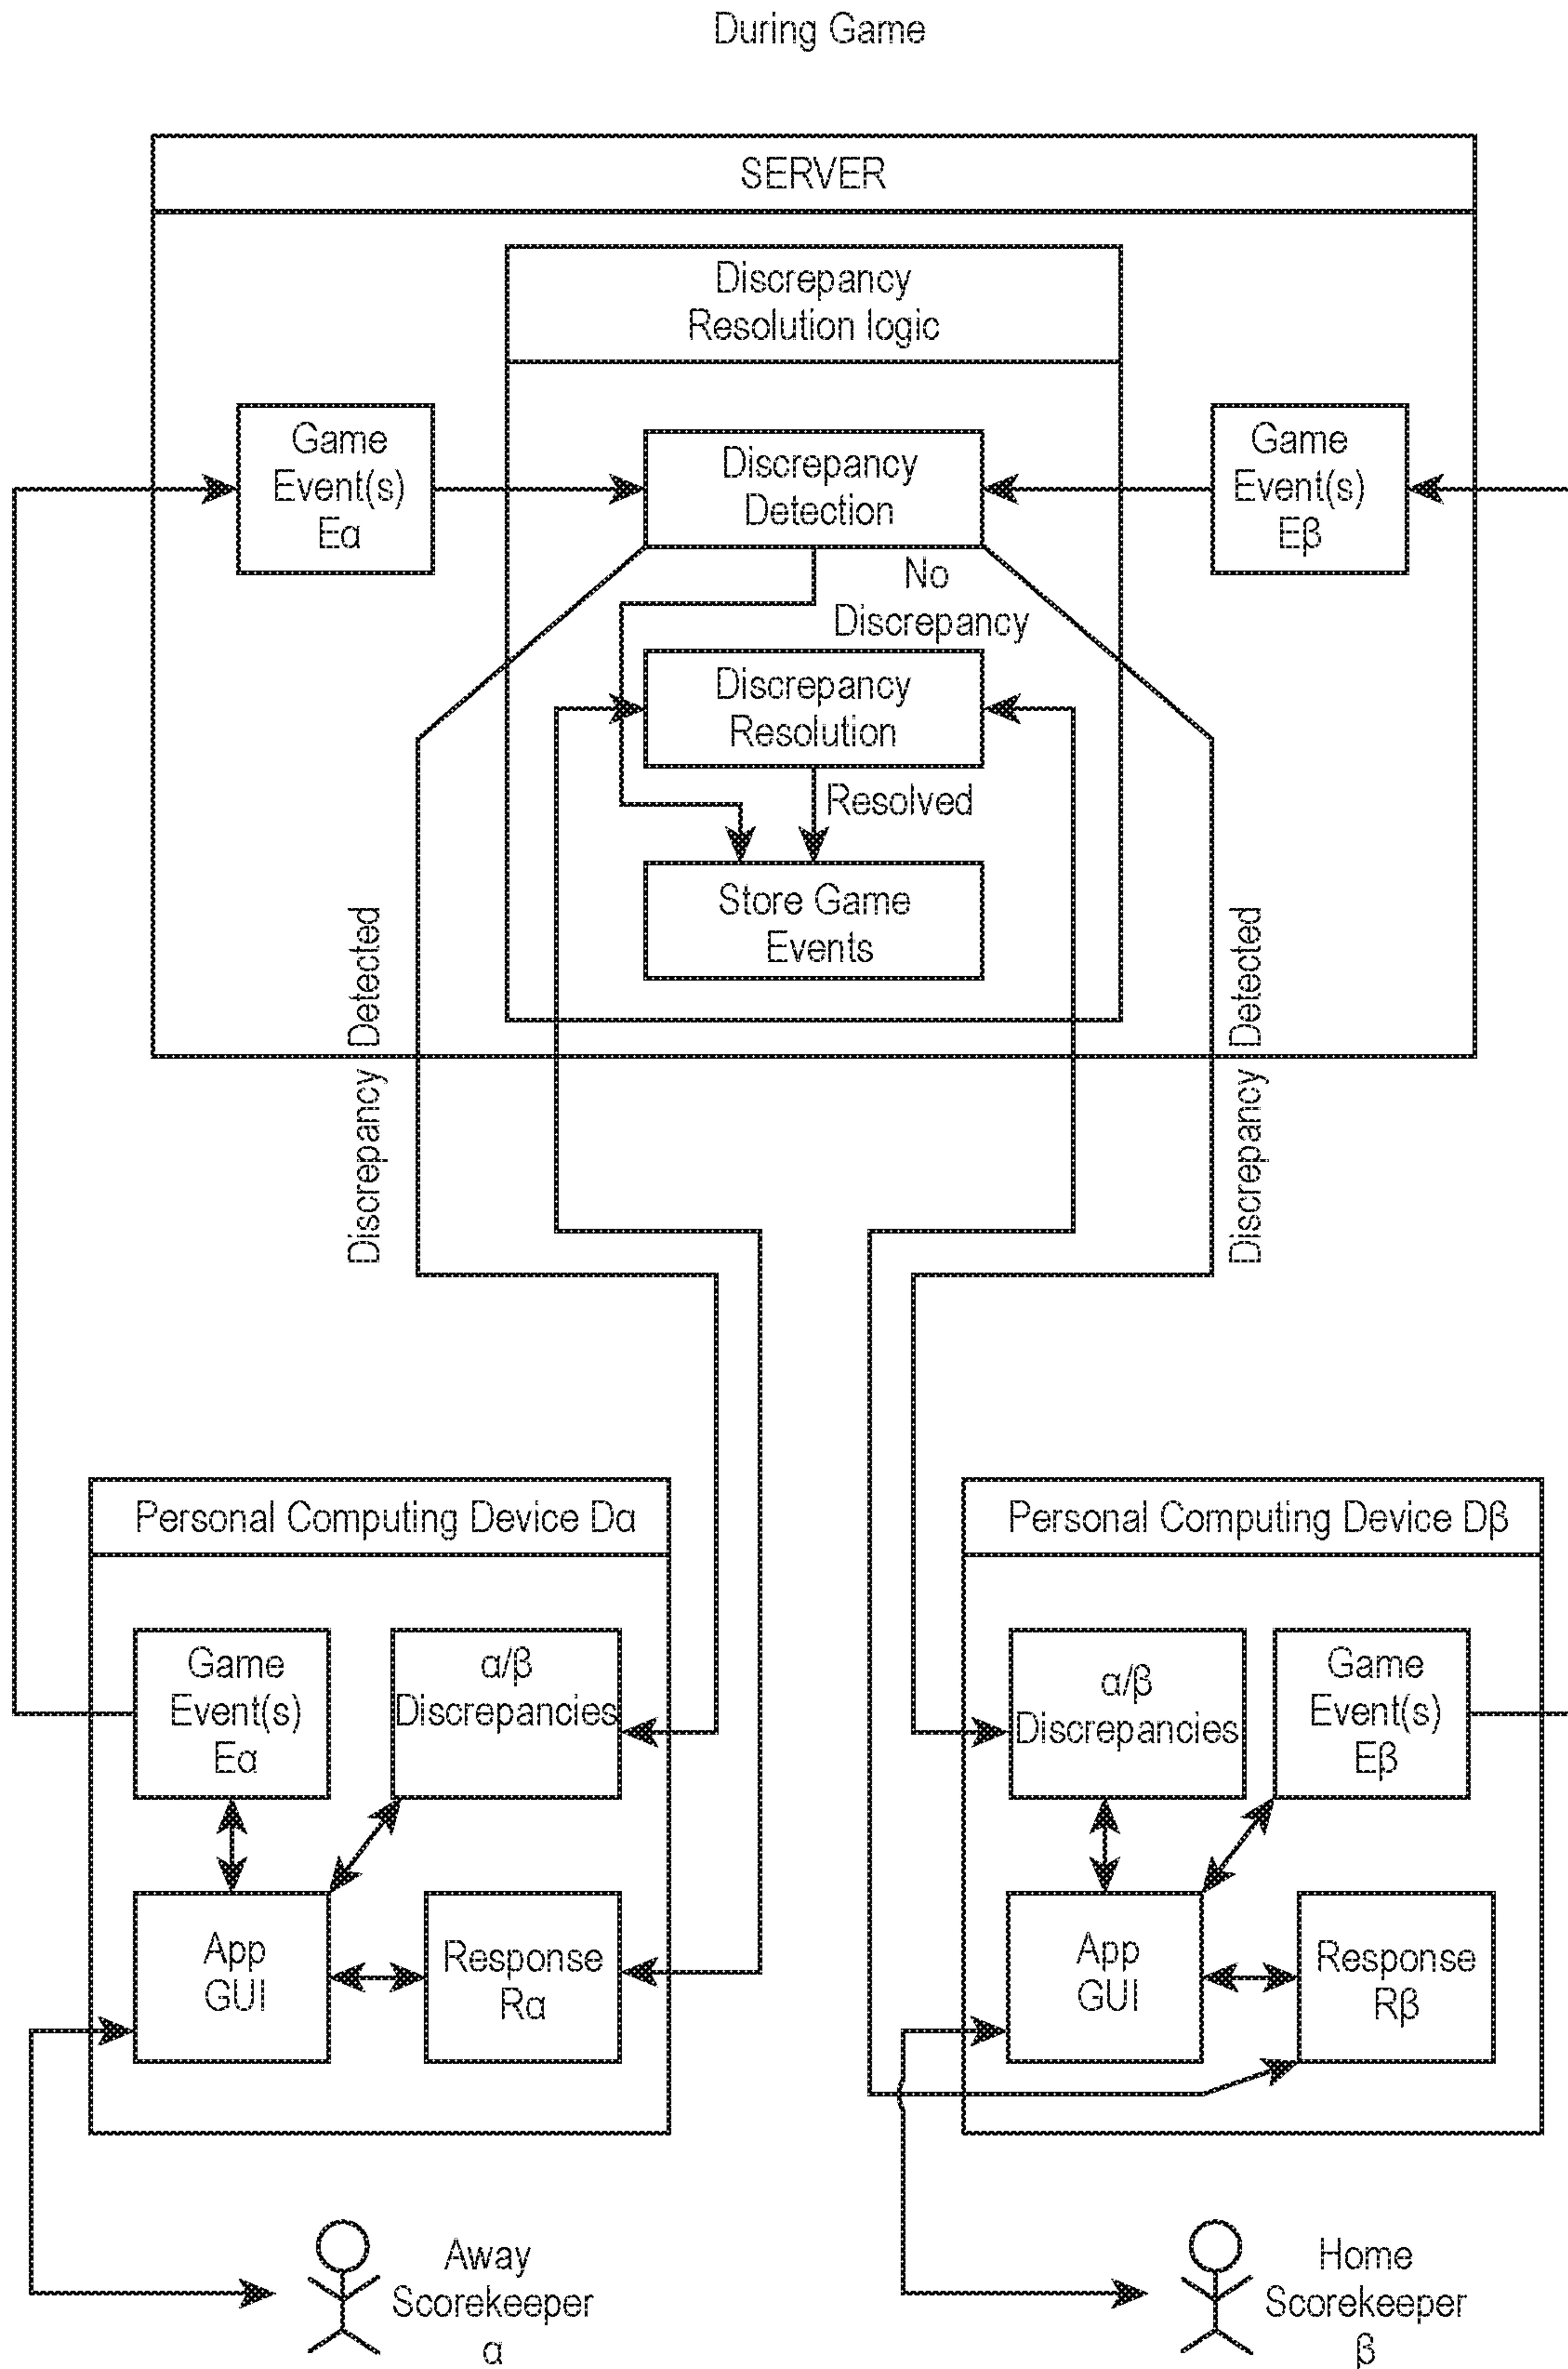 During Game
SERVER
Discrepancy
Resolution logic
Game
Event(s)
Eα
Discrepancy
Detection
Game
Event(s)
Eβ
No
Discrepancy
Discrepancy
Resolution
Resolved
Store Game
Events
Discrepancy Detected
Discrepancy Detected
Personal Computing Device Dα
Game
Event(s)
Eα
α/β
Discrepancies
App
GUI
Response
Rα
Personal Computing Device Dβ
α/β
Discrepancies
Game
Event(s)
Eβ
App
GUI
Response
Rβ
Away
Scorekeeper
α
Home
Scorekeeper
β